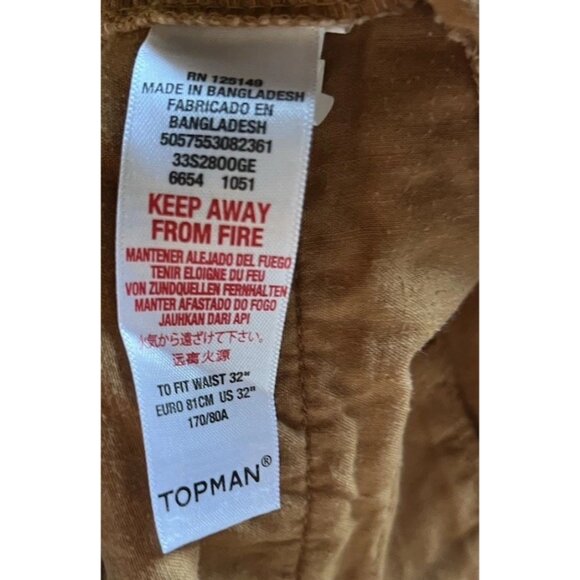 RN 125149
MADE IN BANGLADESH
FABRICADO EN
BANGLADESH
5057553082361
33S28OOGE
6654 1051
KEEP AWAY
FROM FIRE
MANTENER ALEJADO DEL FUEGO
TENIR ELOIGNE DU FEU
VON ZUNDQUELLEN FERNHALTEN
MANTER AFASTADO DO FOGO
JAUHKAN DARI API
火気から遠ざけて下さい。
远离火源
TO FIT WAIST 32"
EURO 81CM US 32"
170/80A
TOPMAN®